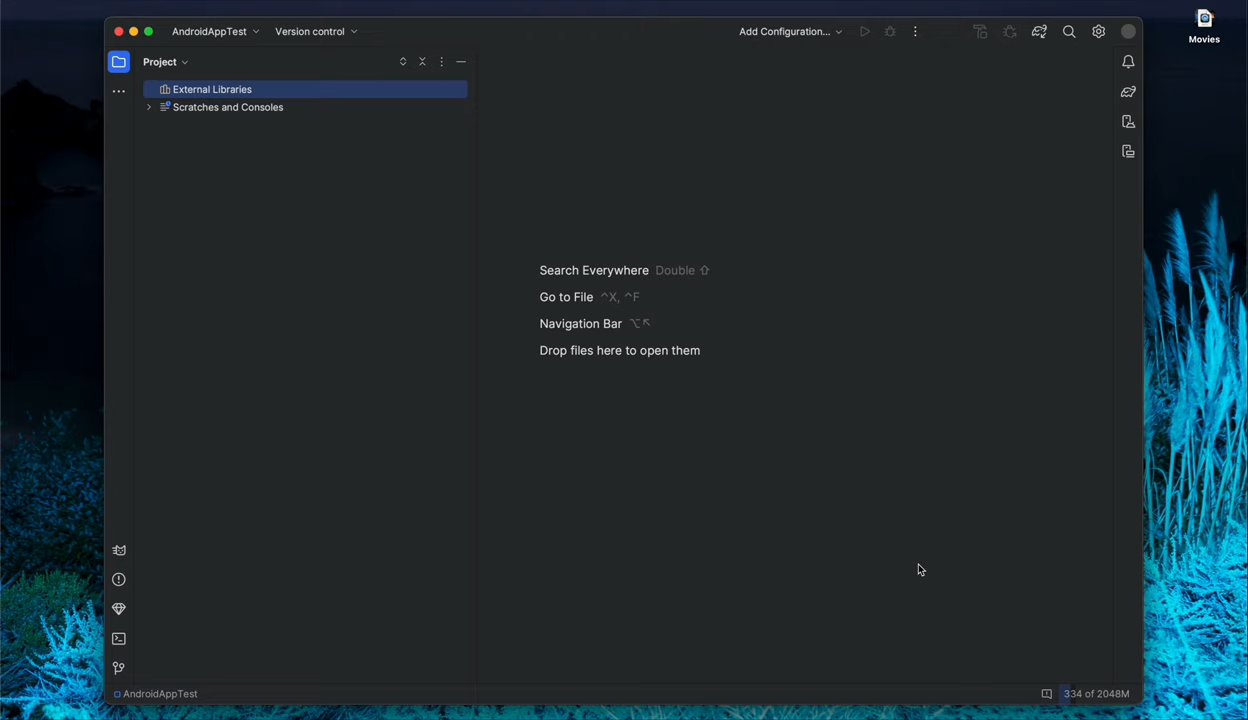 AndroidAppTest
Version control
Add Configuration...
Movies
Project
External Libraries
Scratches and Consoles
Search Everywhere Double ⇧
Go to File ^X, ^F
Navigation Bar ⌥↖
Drop files here to open them
AndroidAppTest
334 of 2048M